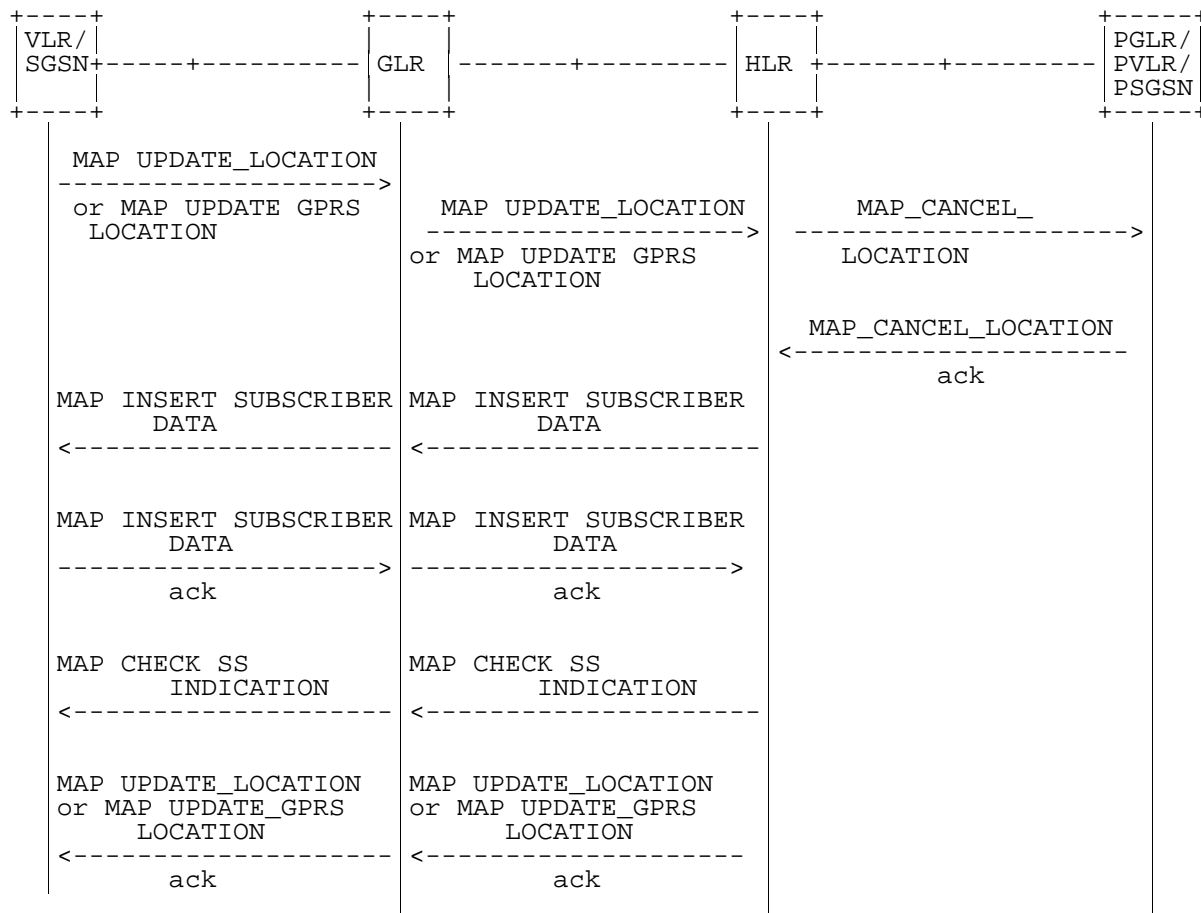 VLR/
SGSN
GLR
HLR
PGLR/
PVLR/
PSGSN
MAP UPDATE_LOCATION
or MAP UPDATE GPRS
LOCATION
MAP UPDATE_LOCATION
or MAP UPDATE GPRS
LOCATION
MAP_CANCEL_
LOCATION
MAP_CANCEL_LOCATION
ack
MAP INSERT SUBSCRIBER
DATA
MAP INSERT SUBSCRIBER
DATA
MAP INSERT SUBSCRIBER
DATA
ack
MAP INSERT SUBSCRIBER
DATA
ack
MAP CHECK SS
INDICATION
MAP CHECK SS
INDICATION
MAP UPDATE_LOCATION
or MAP UPDATE_GPRS
LOCATION
ack
MAP UPDATE_LOCATION
or MAP UPDATE_GPRS
LOCATION
ack